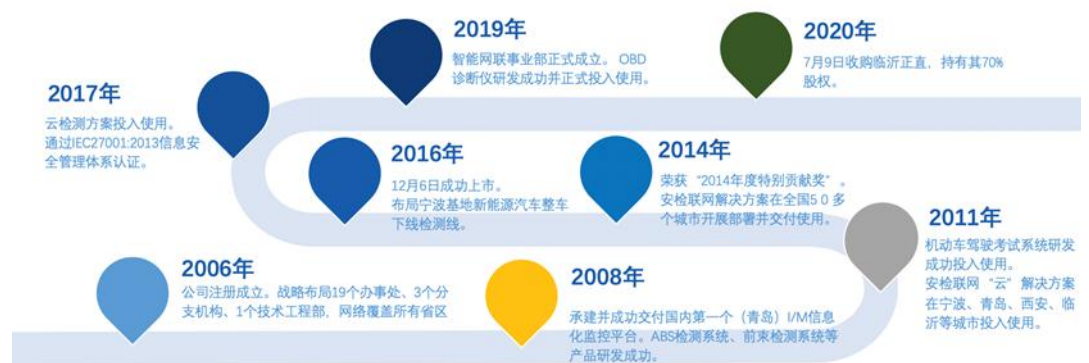 2019年
智能网联事业部正式成立。 OBD
诊断仪研发成功并正式投入使用。
2020年
7月9日收购临沂正直，持有其70%
股权。
2017年
云检测方案投入使用。
通过IEC27001:2013信息安
全管理体系认证。
2016年
12月6日成功上市。
布局宁波基地新能源汽车整车
下线检测线。
2014年
荣获“2014年度特别贡献奖”。
安检联网解决方案在全国50多
个城市开展部署并交付使用。
2011年
机动车驾驶考试系统研发
成功投入使用。
安检联网“云”解决方案
在宁波、青岛、西安、临
沂等城市投入使用。
2006年
公司注册成立。战略布局19个办事处、3个分
支机构、1个技术工程部，网络覆盖所有省区
2008年
承建并成功交付国内第一个（青岛）I/M信息
化监控平台。ABS检测系统、前束检测系统等
产品研发成功。